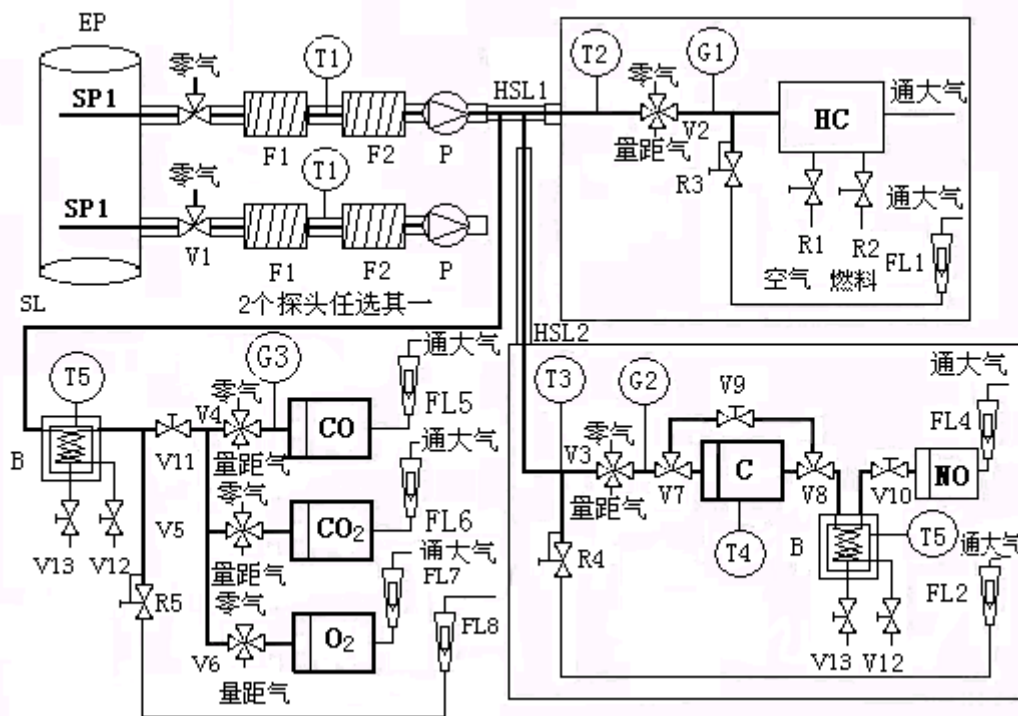 EP
零气
T1
SP1
F1
F2
P
HSL1
T2
零气
G1
V2
量距气
HC
通大气
R3
R1
空气
R2
燃料
通大气
FL1
零气
T1
SP1
V1
F1
F2
P
SL
2个探头任选其一
HSL2
T5
B
V13
V12
V11
V5
R5
V4
零气
G3
CO
通大气
FL5
量距气
零气
CO2
通大气
FL6
量距气
零气
O2
通大气
FL7
V6
量距气
FL8
T3
零气
G2
V3
量距气
V9
V7
C
T4
V8
V10
NO
通大气
FL4
B
T5
V13
V12
R4
通大气
FL2